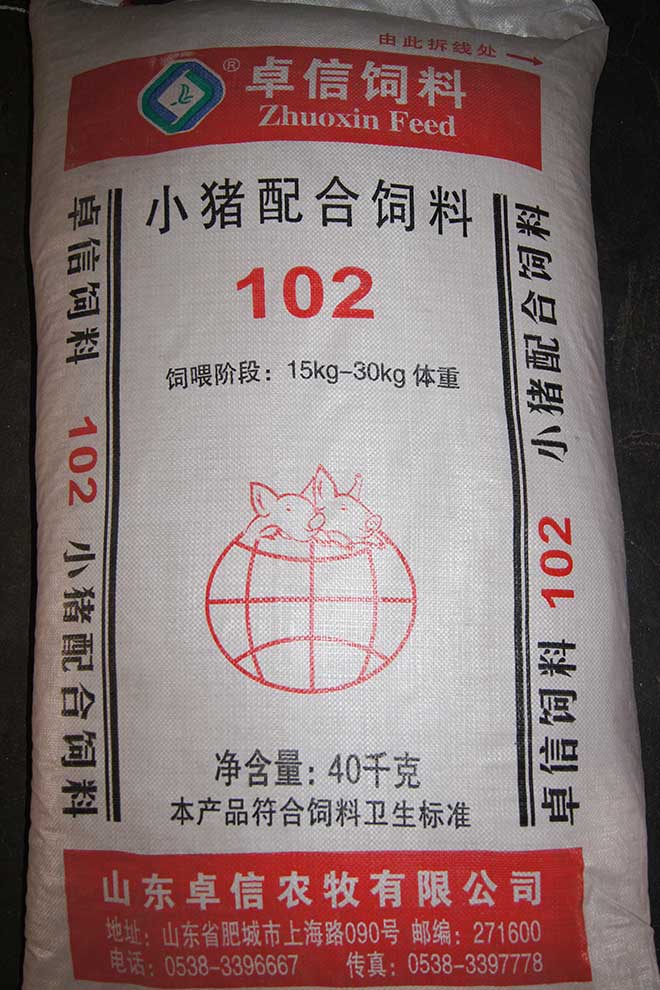 由此拆线处
®
卓信饲料
Zhuoxin Feed
小猪配合饲料
102
饲喂阶段：15kg-30kg 体重
卓信饲料 102 小猪配合饲料
卓信饲料 102 小猪配合饲料
净含量：40千克
本产品符合饲料卫生标准
山东卓信农牧有限公司
地址：山东省肥城市上海路090号 邮编：271600
电话：0538-3396667 传真：0538-3397778